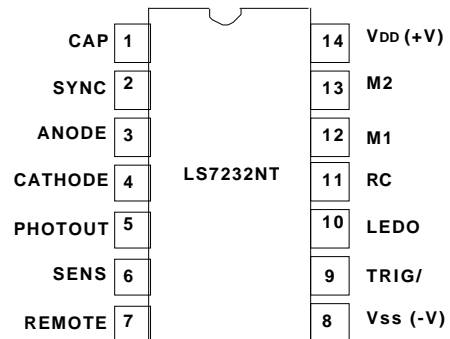 CAP 1 14 VDD (+V)
SYNC 2 13 M2
ANODE 3 12 M1
CATHODE 4 LS7232NT 11 RC
PHOTOUT 5 10 LEDO
SENS 6 9 TRIG/
REMOTE 7 8 Vss (-V)